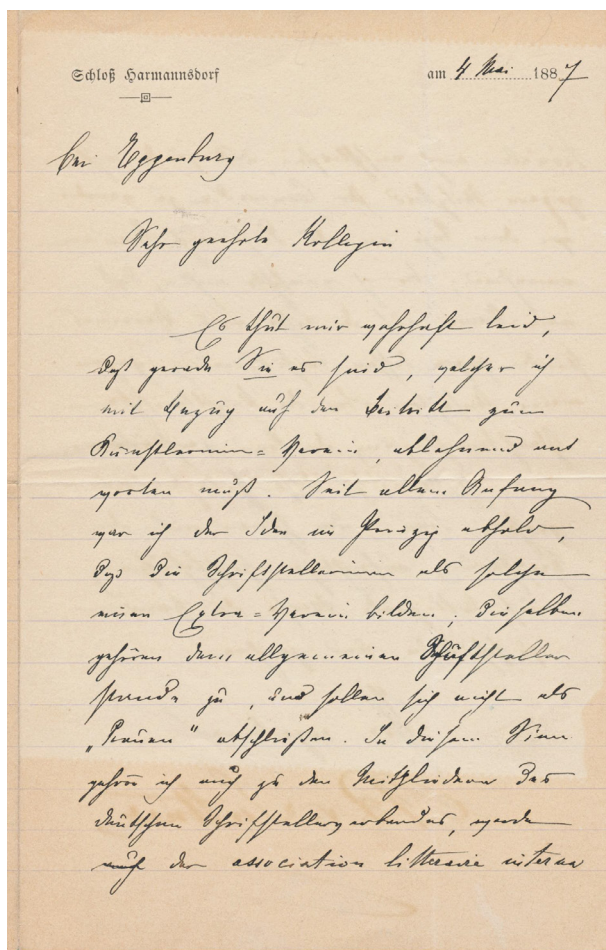 Schloß Harmannsdorf
am 4 Mai 1887
bei Eggenburg
Sehr geehrte Kollegin
Es thut mir wahrhaft leid,
daß gerade Sie es sind, welcher ich
mit Bezug auf den Beitritt zum
Künstlerinnen=Verein, ablehnend ant
worten muß. Seit allem Anfang
war ich der Idee im Prinzip abhold,
daß die Schriftstellerinnen als solche
einen Extra=Verein bilden; dieselben
gehören dem allgemeinen Schriftsteller
stande zu, und sollen sich nicht als
„Frauen" abschließen. In diesem Sinn
gehöre ich auch zu den Mitgliedern des
deutschen Schriftstellerverbandes, werde
auch der association litteraire interna